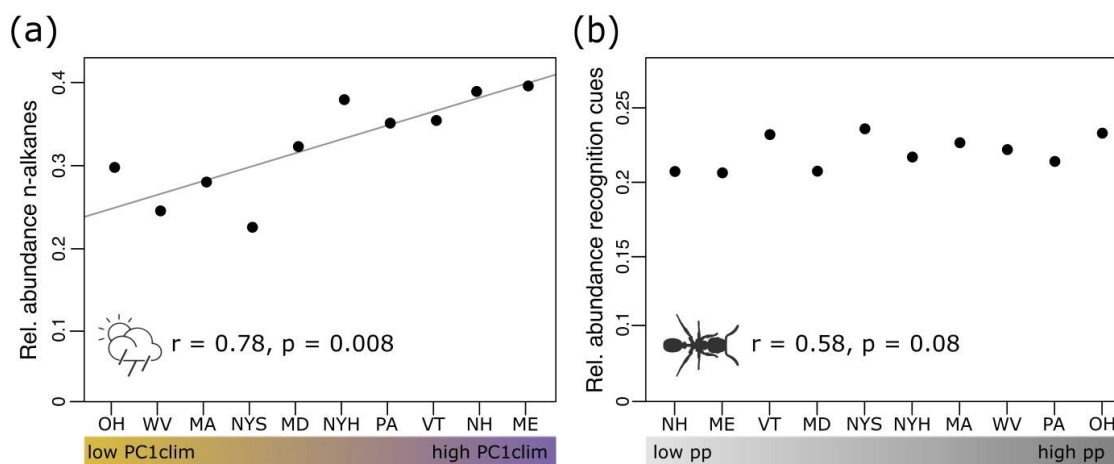 (a)
Rel. abundance n-alkanes
0.4
0.3
0.2
0.1
0
r = 0.78, p = 0.008
OH WV MA NYS MD NYH PA VT NH ME
low PC1clim high PC1clim
(b)
Rel. abundance recognition cues
0.25
0.2
0.15
0.1
0
r = 0.58, p = 0.08
NH ME VT MD NYS NYH MA WV PA OH
low pp high pp